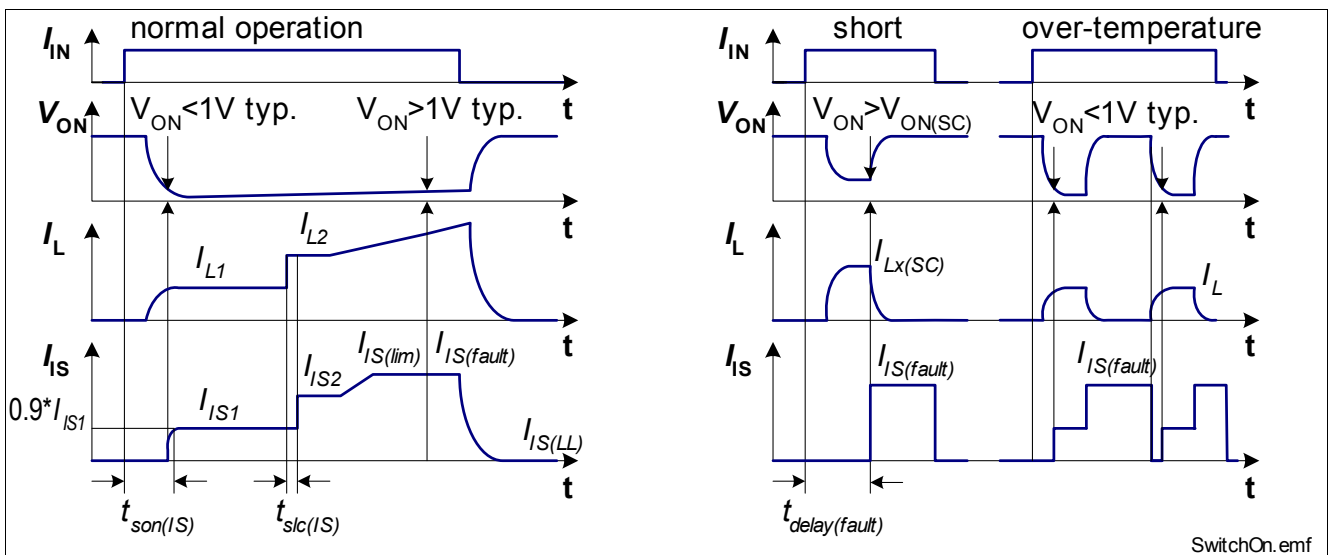 normal operation
short
over-temperature
I_IN
t
I_IN
t
V_ON
V_ON<1V typ.
V_ON>1V typ.
t
V_ON
V_ON>V_ON(SC)
V_ON<1V typ.
t
I_L
I_L1
I_L2
t
I_L
I_Lx(SC)
I_L
t
I_IS
0.9*I_IS1
I_IS1
I_IS2
I_IS(lim)
I_IS(fault)
I_IS(LL)
t
I_IS
I_IS(fault)
I_IS(fault)
t
t_son(IS)
t_slc(IS)
t_delay(fault)
SwitchOn.emf